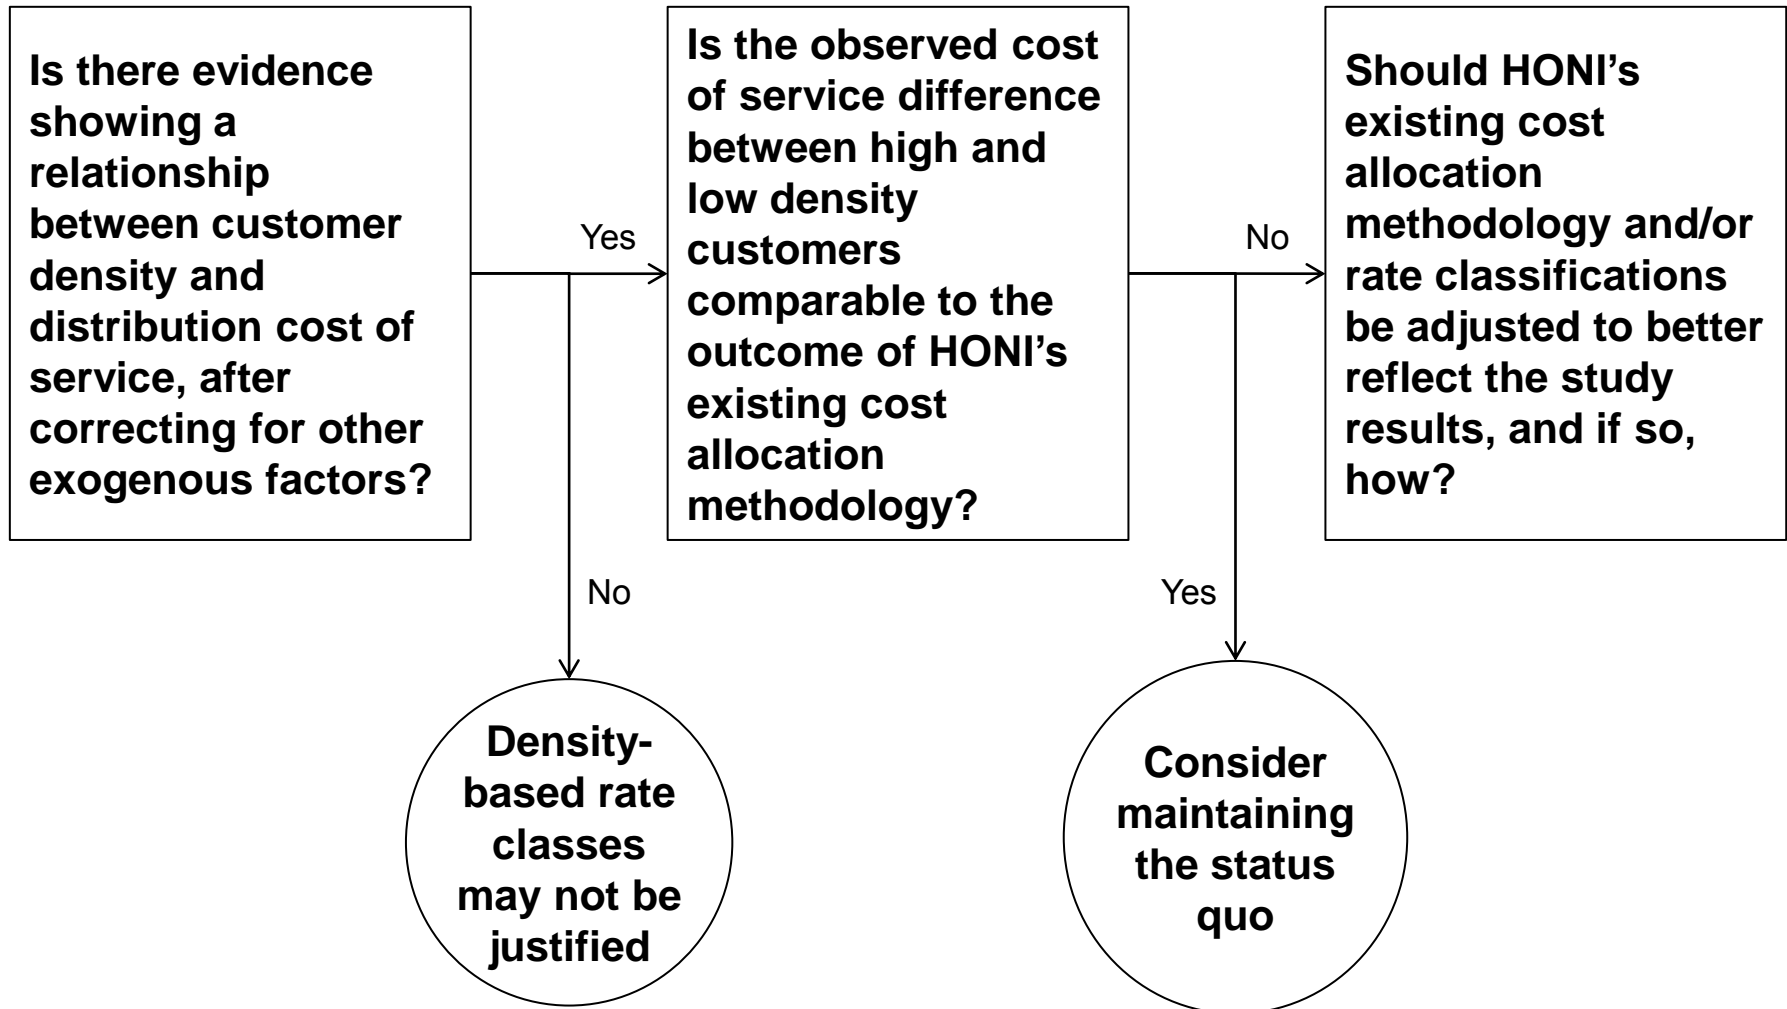 Is there evidence
showing a
relationship
between customer
density and
distribution cost of
service, after
correcting for other
exogenous factors?
Yes
No
Is the observed cost
of service difference
between high and
low density
customers
comparable to the
outcome of HONI’s
existing cost
allocation
methodology?
No
Yes
Should HONI’s
existing cost
allocation
methodology and/or
rate classifications
be adjusted to better
reflect the study
results, and if so,
how?
Density-
based rate
classes
may not be
justified
Consider
maintaining
the status
quo